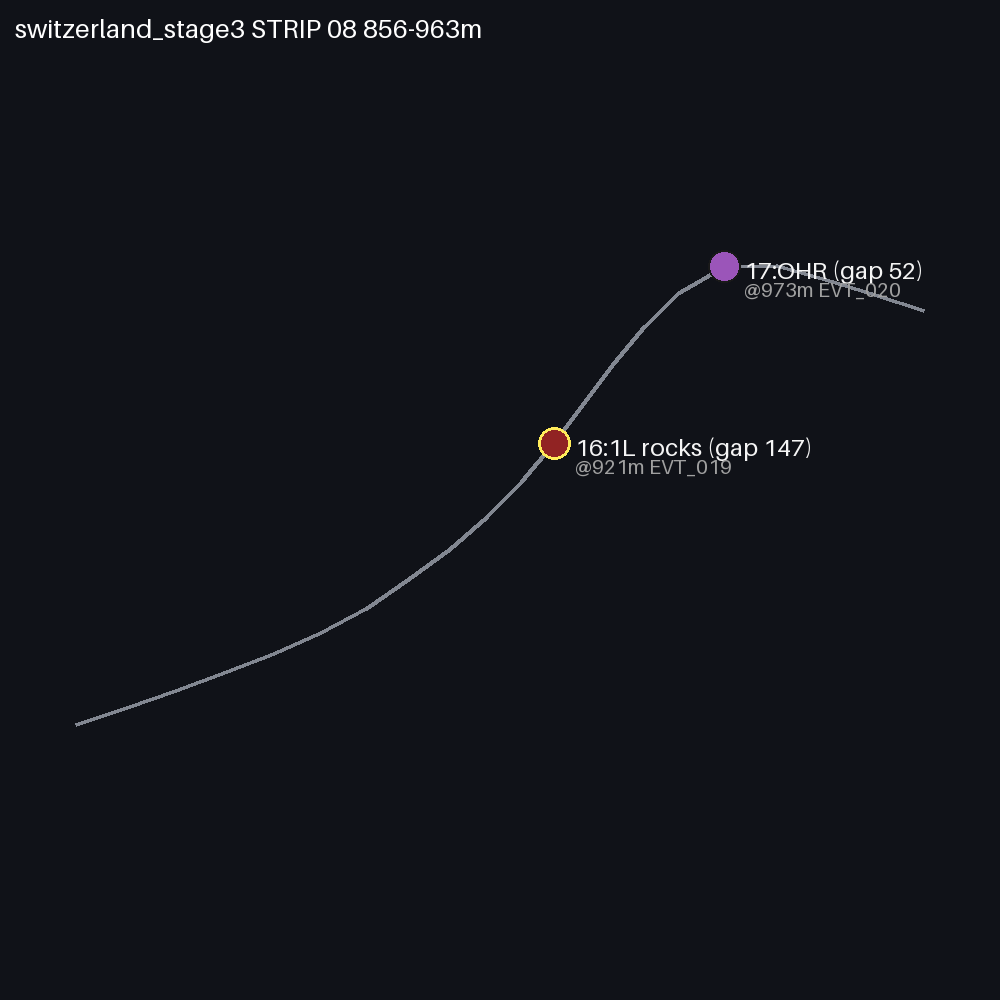 switzerland_stage3 STRIP 08 856-963m
17:OHR (gap 52)
@973m EVT_020
16:1L rocks (gap 147)
@921m EVT_019